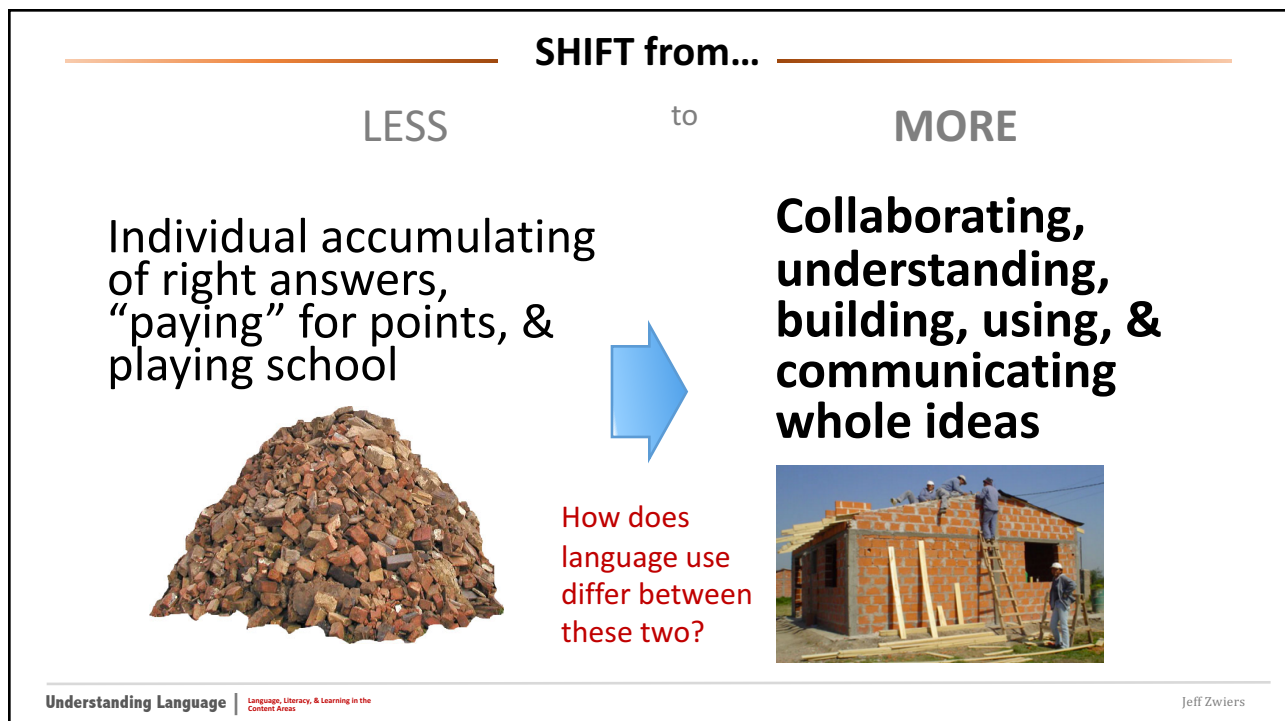 SHIFT from…
LESS
to
MORE
Individual accumulating
of right answers,
“paying” for points, &
playing school
Collaborating,
understanding,
building, using, &
communicating
whole ideas
How does
language use
differ between
these two?
Understanding Language
Language, Literacy, & Learning in the
Content Areas
Jeff Zwiers